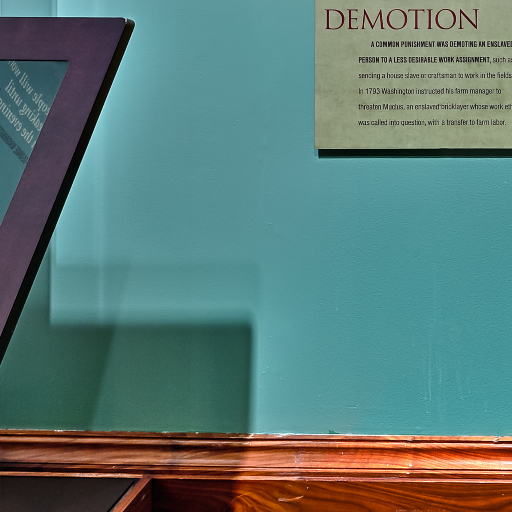 DEMOTION
A COMMON PUNISHMENT WAS DEMOTING AN ENSLAVED
PERSON TO A LESS DESIRABLE WORK ASSIGNMENT, such as
sending a house slave or craftsman to work in the fields.
In 1793 Washington instructed his farm manager to
threaten Muclus, an enslaved bricklayer whose work eth
was called into question, with a transfer to farm labor.